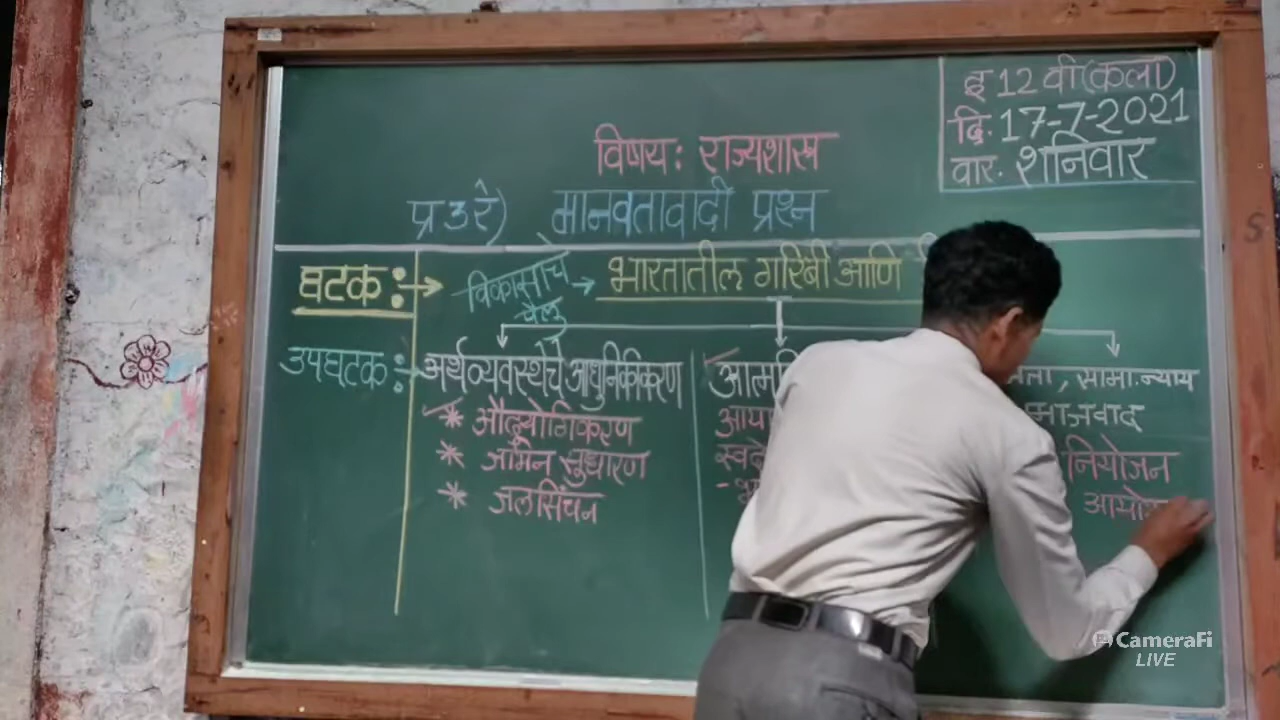 इ 12 वी (कला)
दि. 17-7-2021
वार. शनिवार
विषय: राज्यशास्त्र
प्र 3 रे) मानवतावादी प्रश्न
घटक :→ विकासाचे पैलू → भारतातील गरिबी आणि
उपघटक :→ अर्थव्यवस्थेचे आधुनिकिकरण
* औद्योगिकरण
* जमिन सुधारणा
* जलसिंचन
सामा. न्याय
नियोजन
CameraFi
LIVE